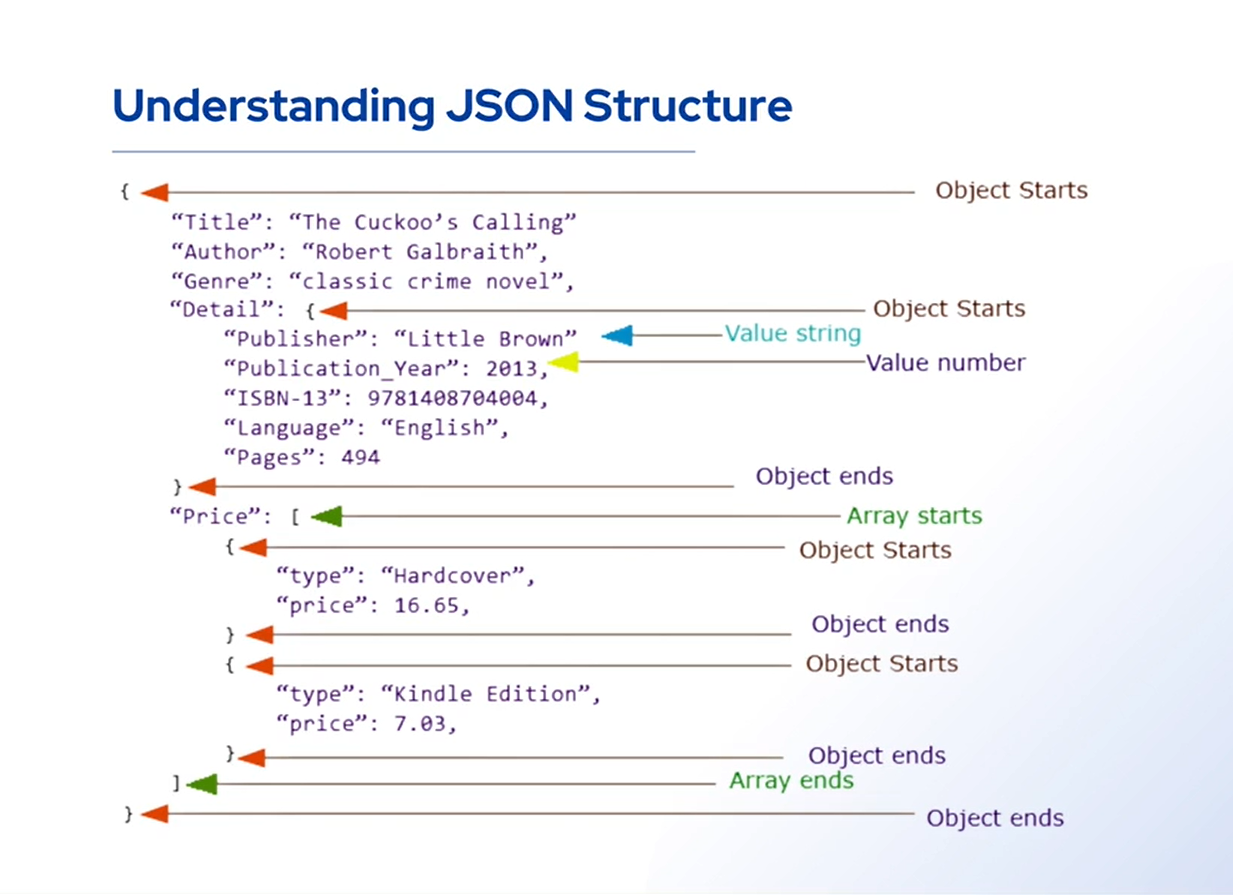 Understanding JSON Structure
{ Object Starts
“Title”: “The Cuckoo’s Calling”
“Author”: “Robert Galbraith”,
“Genre”: “classic crime novel”,
“Detail”: { Object Starts
“Publisher”: “Little Brown” Value string
“Publication_Year”: 2013, Value number
“ISBN-13”: 9781408704004,
“Language”: “English”,
“Pages”: 494
} Object ends
“Price”: [ Array starts
{ Object Starts
“type”: “Hardcover”,
“price”: 16.65,
} Object ends
{ Object Starts
“type”: “Kindle Edition”,
“price”: 7.03,
} Object ends
] Array ends
} Object ends